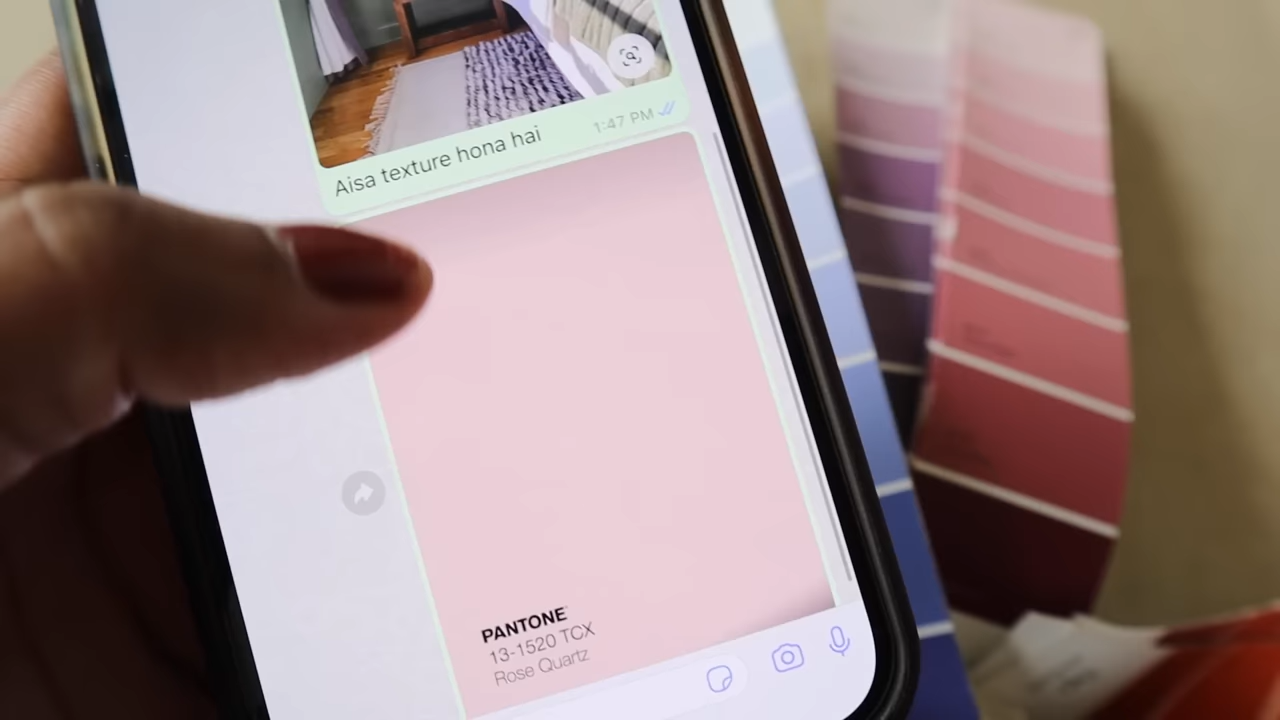 1:47 PM
Aisa texture hona hai
PANTONE
13-1520 TCX
Rose Quartz